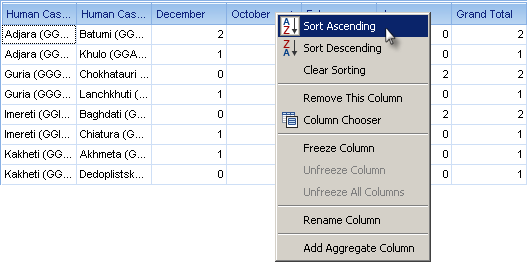 Human Cas... Human Cas... December October Grand Total
Adjara (GG... Batumi (GG... 2 0 2
Adjara (GG... Khulo (GGA... 1 0 1
Guria (GGG... Chokhatauri ... 0 2 2
Guria (GGG... Lanchkhuti (... 1 0 1
Imereti (GGI... Baghdati (G... 0 2 2
Imereti (GGI... Chiatura (G... 1 0 1
Kakheti (GG... Akhmeta (G... 1 0 1
Kakheti (GG... Dedoplistsk... 0 1
Sort Ascending
Sort Descending
Clear Sorting
Remove This Column
Column Chooser
Freeze Column
Unfreeze Column
Unfreeze All Columns
Rename Column
Add Aggregate Column